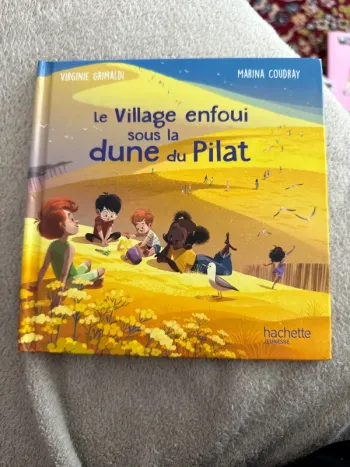 VIRGINIE GRIMALDI
MARINA COUDRAY
Le Village enfoui
sous la
dune du Pilat
hachette
JEUNESSE